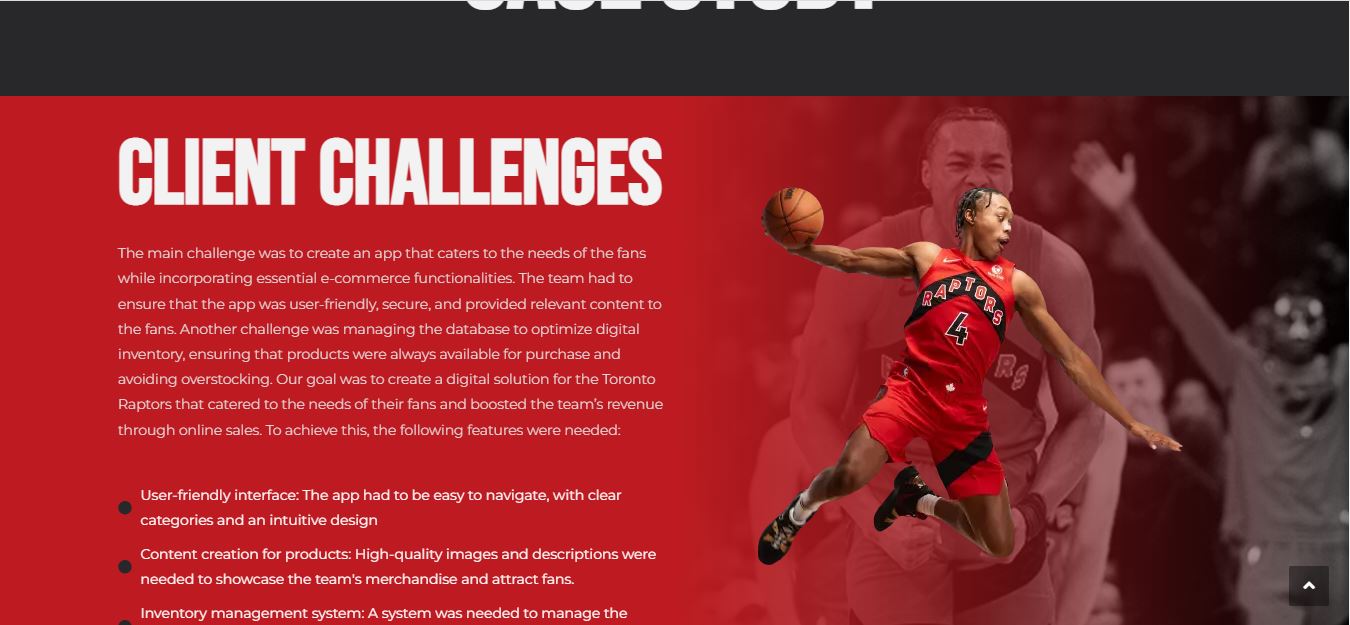 CASE STUDY
CLIENT CHALLENGES
The main challenge was to create an app that caters to the needs of the fans
while incorporating essential e-commerce functionalities. The team had to
ensure that the app was user-friendly, secure, and provided relevant content to
the fans. Another challenge was managing the database to optimize digital
inventory, ensuring that products were always available for purchase and
avoiding overstocking. Our goal was to create a digital solution for the Toronto
Raptors that catered to the needs of their fans and boosted the team’s revenue
through online sales. To achieve this, the following features were needed:
User-friendly interface: The app had to be easy to navigate, with clear
categories and an intuitive design
Content creation for products: High-quality images and descriptions were
needed to showcase the team's merchandise and attract fans.
Inventory management system: A system was needed to manage the
RAPTORS
4